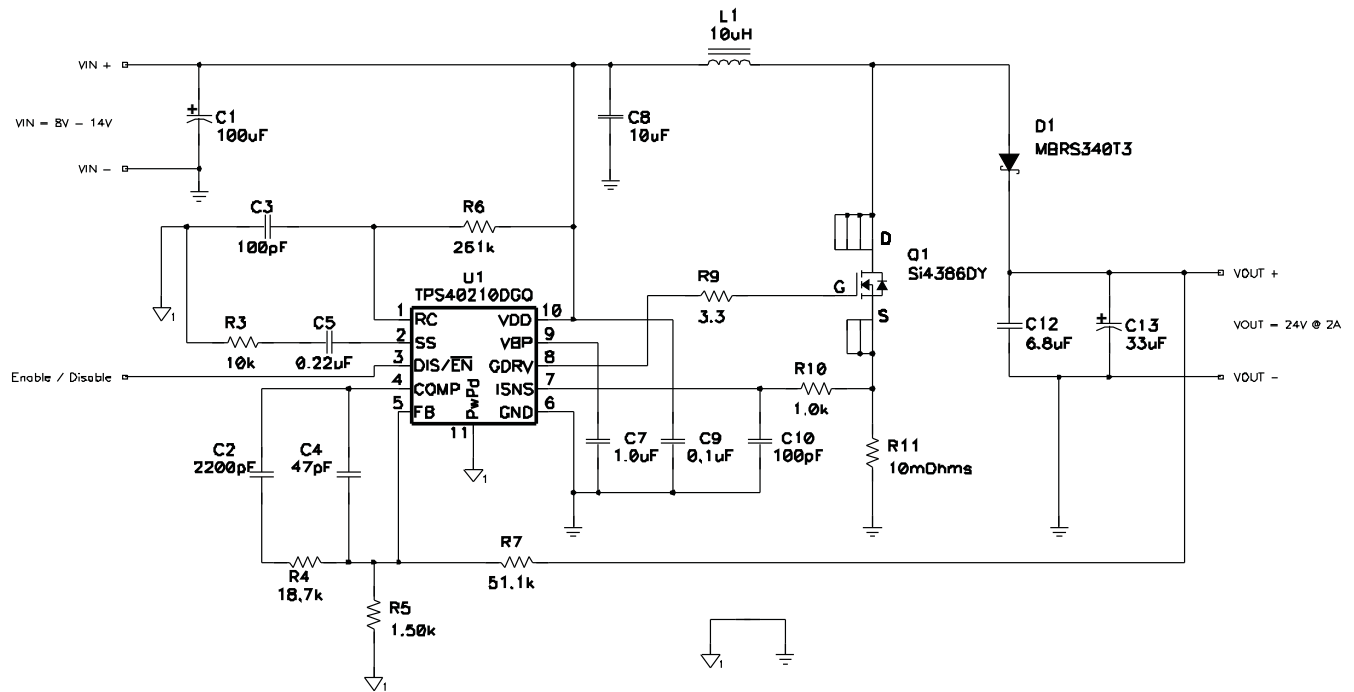 L1
10uH
VIN +
C1
100uF
C8
10uF
VIN = 8V - 14V
D1
MBRS340T3
VIN -
C3
100pF
R6
261k
D
Q1
Si4386DY
G
S
U1
TPS40210DGQ
R9
3.3
VOUT +
1
1 RC
2 SS
3 DIS/EN
4 COMP
5 FB
VDD 10
VBP 9
GDRV 8
ISNS 7
GND 6
PwPd
11
R3
10k
C5
0.22uF
C12
6.8uF
C13
33uF
VOUT = 24V @ 2A
Enable / Disable
R10
1.0k
VOUT -
C2
2200pF
C4
47pF
C7
1.0uF
C9
0.1uF
C10
100pF
R11
10mOhms
1
R7
51.1k
R4
18.7k
R5
1.50k
1
1